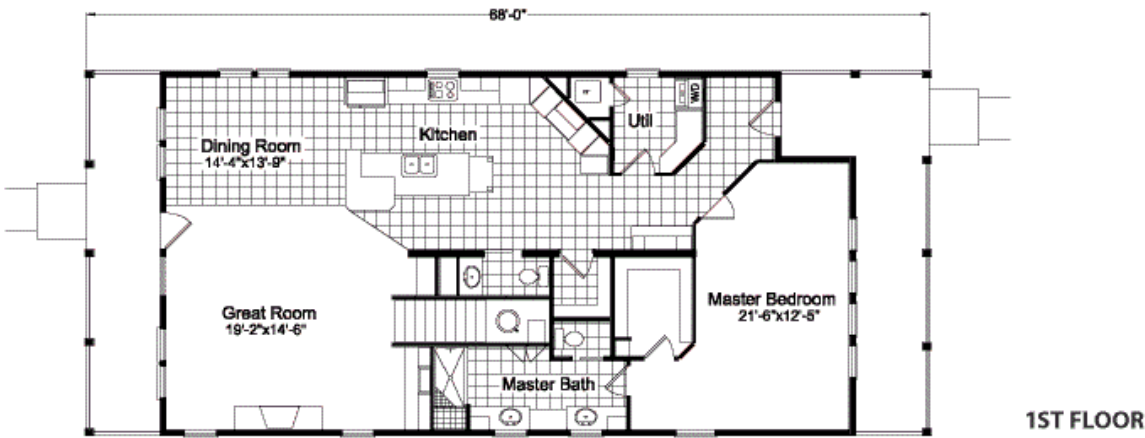 68'-0"
Kitchen
Util
W/D
Dining Room
14'-4"x13'-9"
Great Room
19'-2"x14'-6"
Master Bedroom
21'-6"x12'-5"
Master Bath
1ST FLOOR